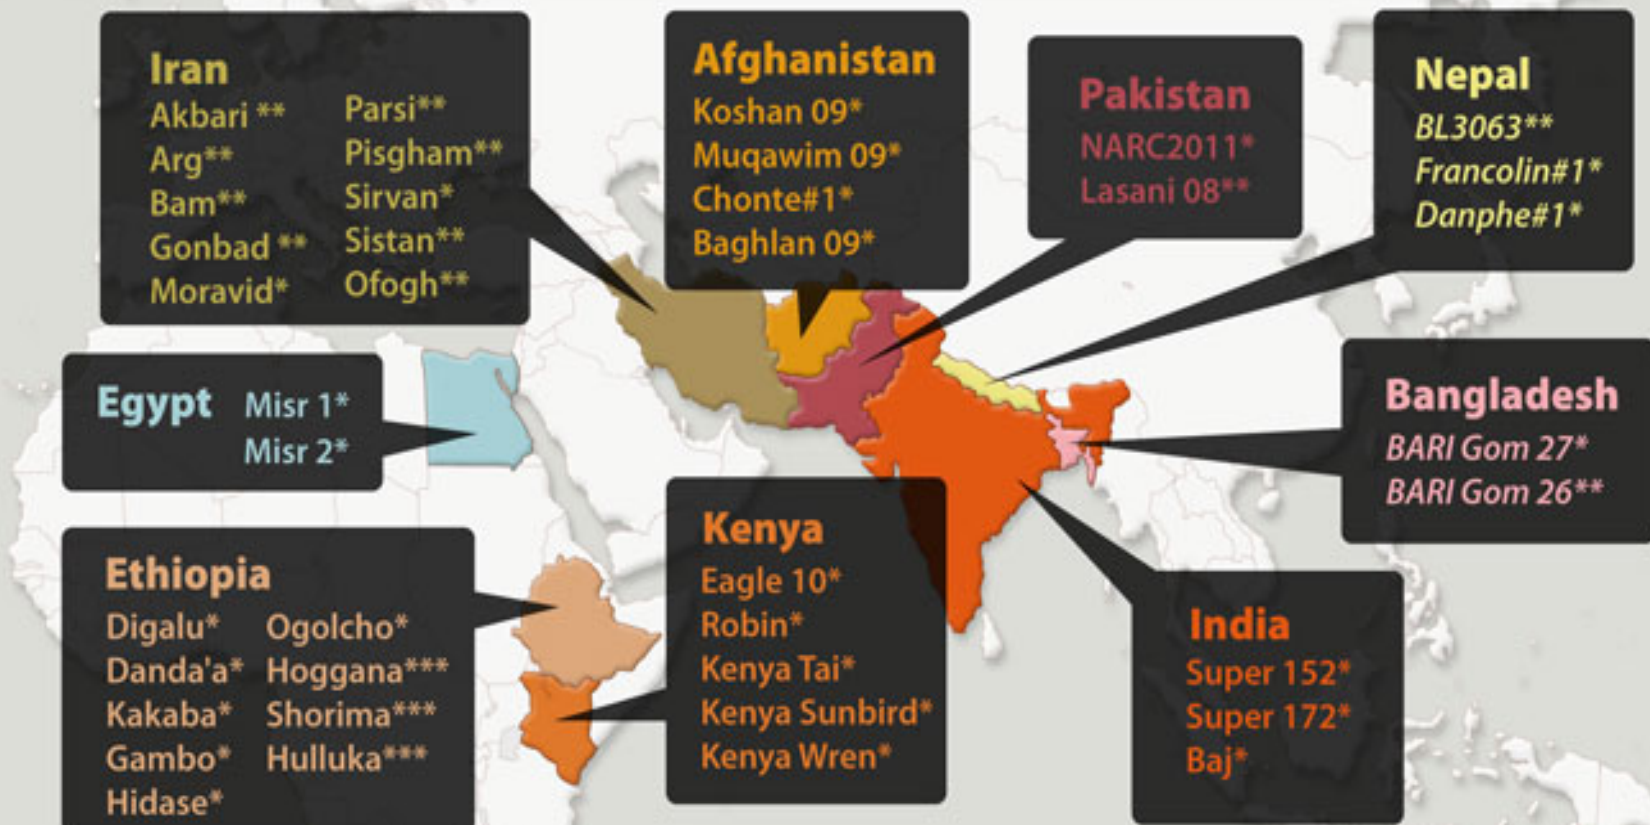 Iran
Akbari **
Arg**
Bam**
Gonbad **
Moravid*
Parsi**
Pisgham**
Sirvan*
Sistan**
Ofogh**
Afghanistan
Koshan 09*
Muqawim 09*
Chonte#1*
Baghlan 09*
Pakistan
NARC2011*
Lasani 08**
Nepal
BL3063**
Francolin#1*
Danphe#1*
Egypt
Misr 1*
Misr 2*
Bangladesh
BARI Gom 27*
BARI Gom 26**
Ethiopia
Digalu*
Danda'a*
Kakaba*
Gambo*
Hidase*
Ogolcho*
Hoggana***
Shorima***
Hulluka***
Kenya
Eagle 10*
Robin*
Kenya Tai*
Kenya Sunbird*
Kenya Wren*
India
Super 152*
Super 172*
Baj*